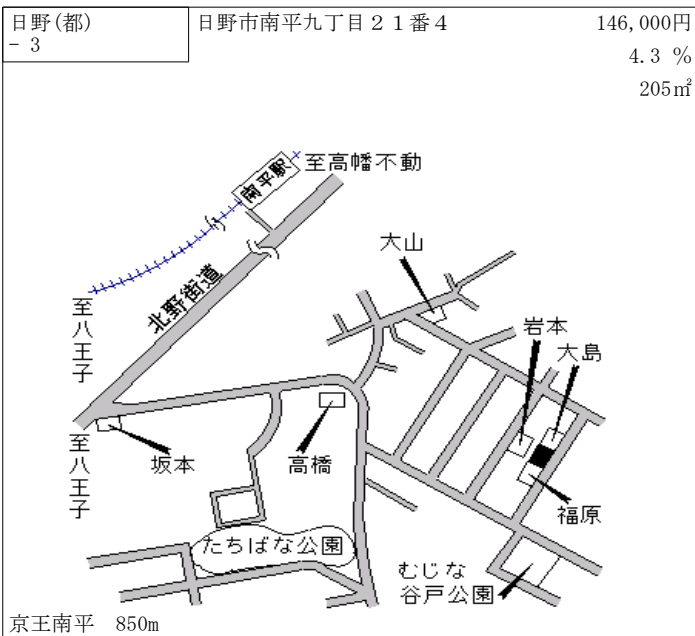 日野(都)
- 3
日野市南平九丁目２１番４
146,000円
4.3 %
205㎡
南平駅
至高幡不動
北野街道
至八王子
至八王子
大山
岩本
大島
坂本
高橋
福原
たちばな公園
むじな
谷戸公園
京王南平 850m